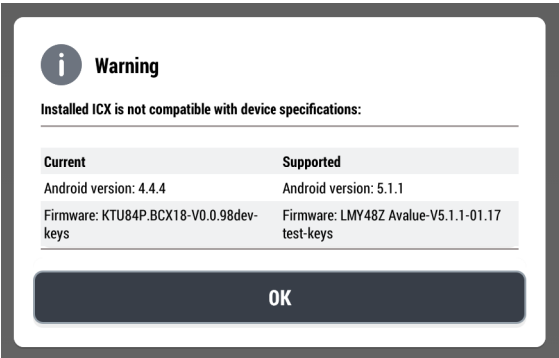 Warning
Installed ICX is not compatible with device specifications:
Current Supported
Android version: 4.4.4 Android version: 5.1.1
Firmware: KTU84P.BCX18-V0.0.98dev- Firmware: LMY48Z Avalue-V5.1.1-01.17
keys test-keys
OK